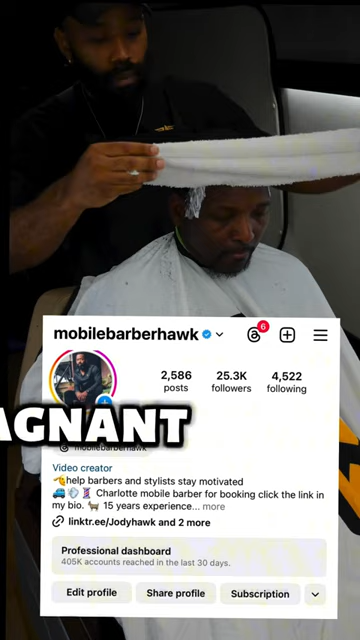 mobilebarberhawk
6
2,586 25.3K 4,522
posts followers following
AGNANT
mobilebarberhawk
Video creator
help barbers and stylists stay motivated
Charlotte mobile barber for booking click the link in
my bio. 15 years experience... more
linktr.ee/Jodyhawk and 2 more
Professional dashboard
405K accounts reached in the last 30 days.
Edit profile Share profile Subscription